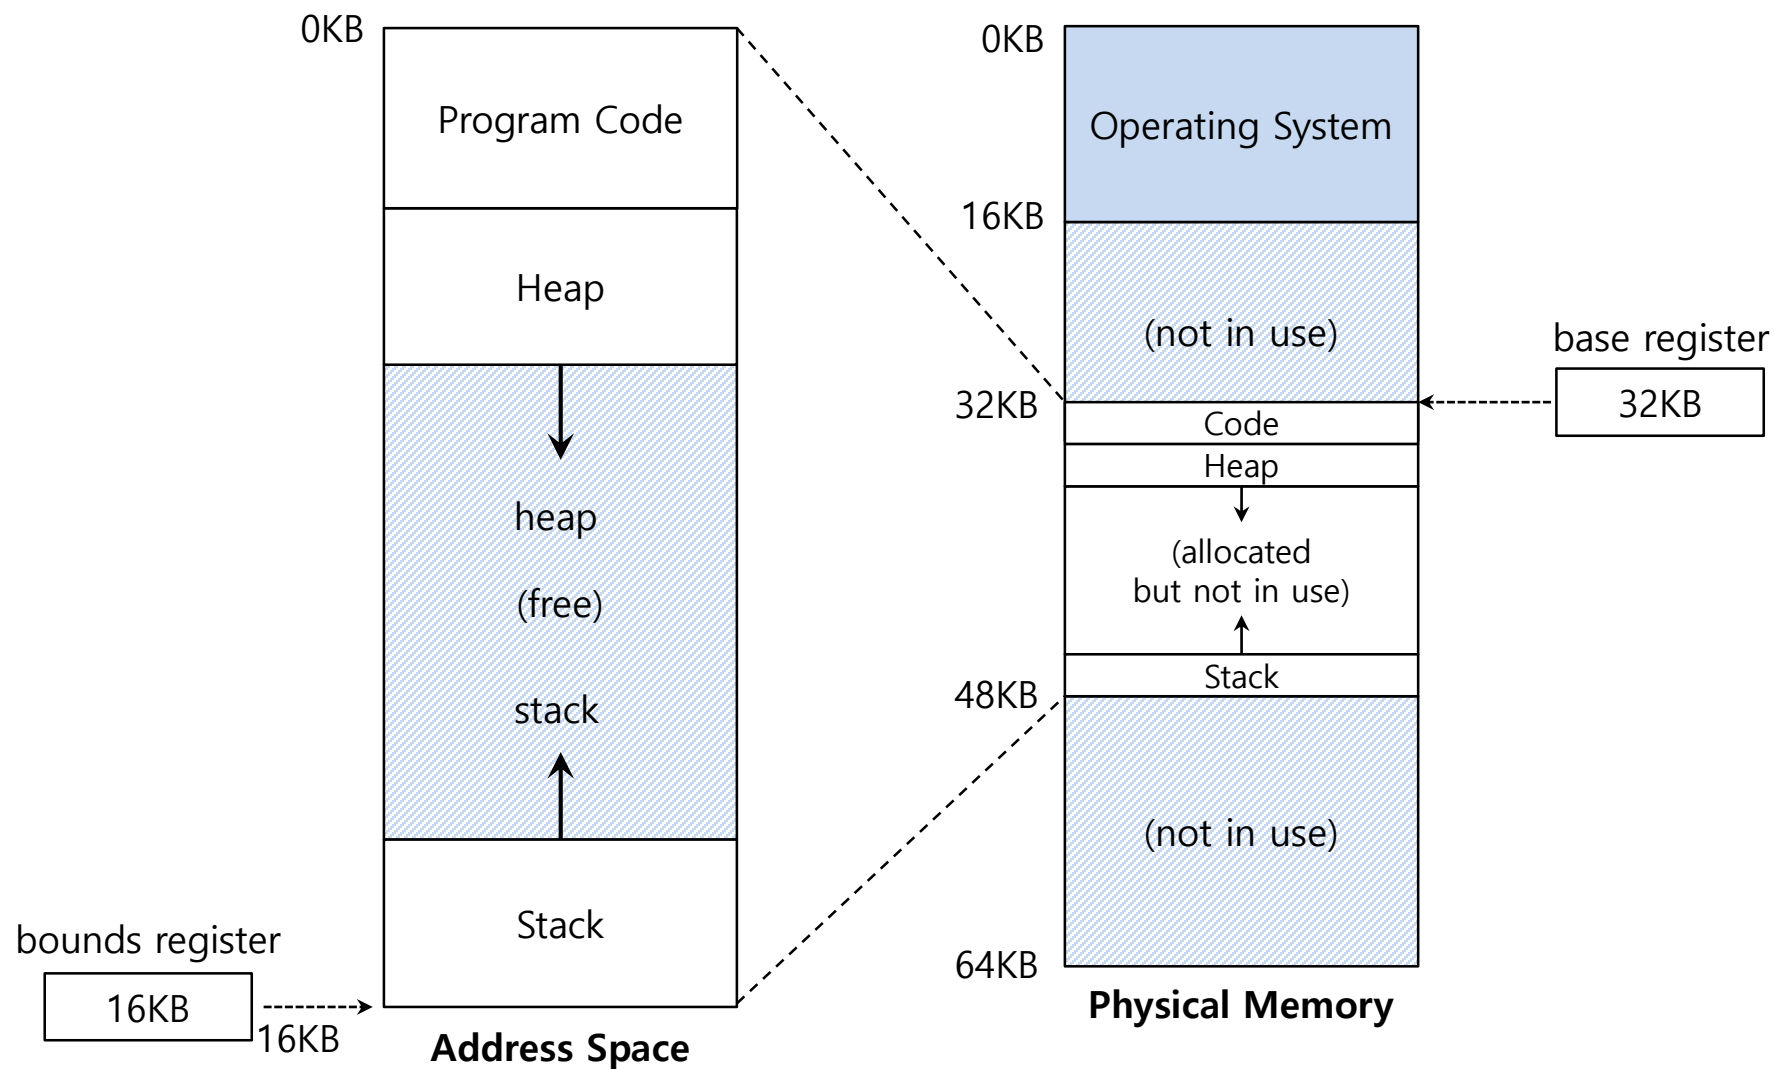 0KB
Program Code
Heap
heap
(free)
stack
Stack
bounds register
16KB
16KB
Address Space
0KB
Operating System
16KB
(not in use)
32KB
Code
Heap
(allocated
but not in use)
Stack
48KB
(not in use)
64KB
Physical Memory
base register
32KB